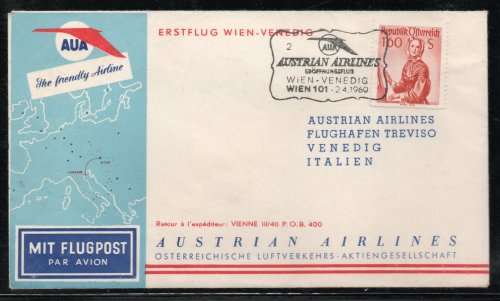 AUA
The friendly Airline
MIT FLUGPOST
PAR AVION
ERSTFLUG WIEN-VENEDIG
2
AUA
AUSTRIAN AIRLINES
ERÖFFNUNGSFLUG
WIEN - VENEDIG
WIEN 101 - 2.4.1960
Republik Österreich
1·60 S
AUSTRIAN AIRLINES
FLUGHAFEN TREVISO
VENEDIG
ITALIEN
Retour à l'expéditeur: VIENNE III/40 P.O.B. 400
AUSTRIAN AIRLINES
ÖSTERREICHISCHE LUFTVERKEHRS-AKTIENGESELLSCHAFT